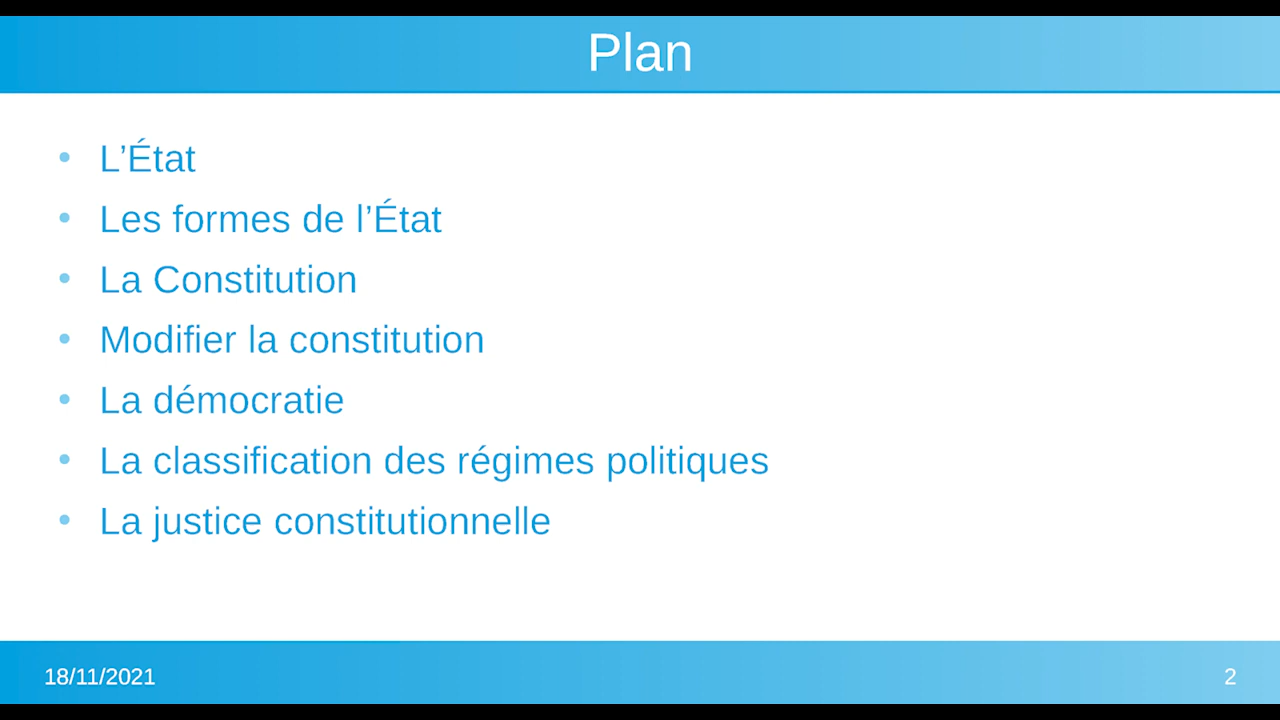 Plan
• L’État
• Les formes de l’État
• La Constitution
• Modifier la constitution
• La démocratie
• La classification des régimes politiques
• La justice constitutionnelle
18/11/2021
2